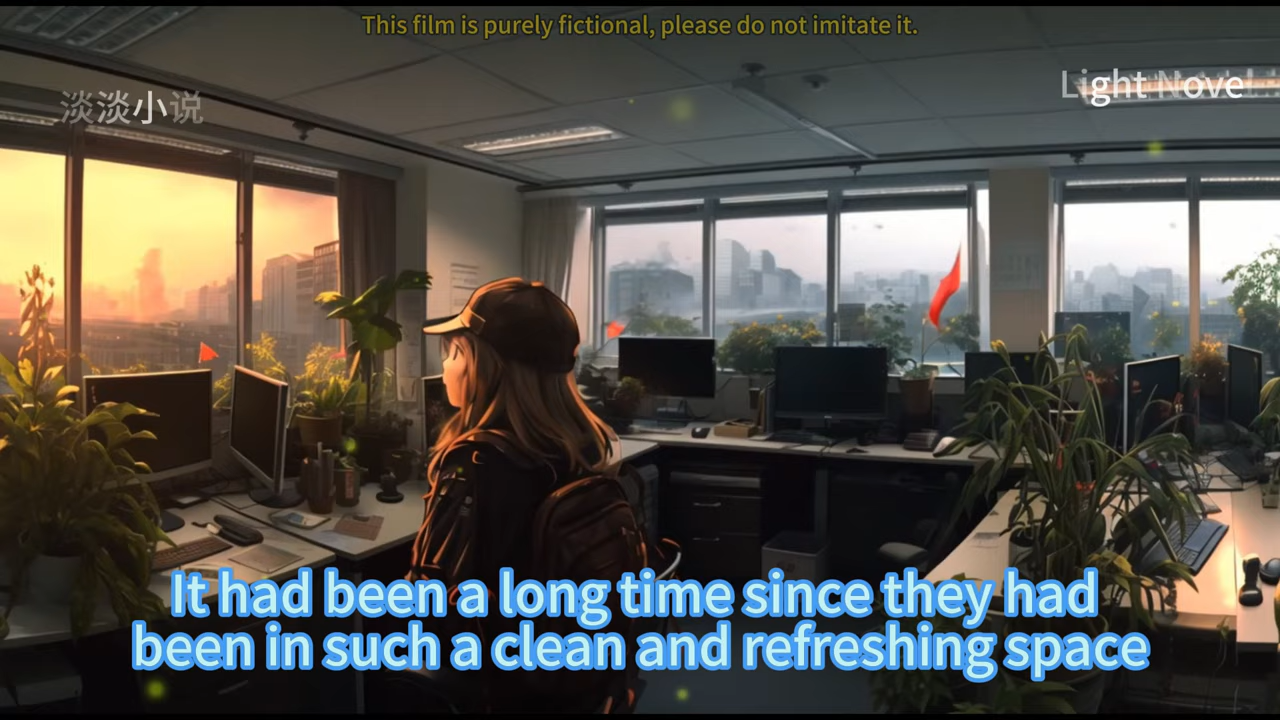 This film is purely fictional, please do not imitate it.
淡淡小说
Light Novel
It had been a long time since they had
been in such a clean and refreshing space